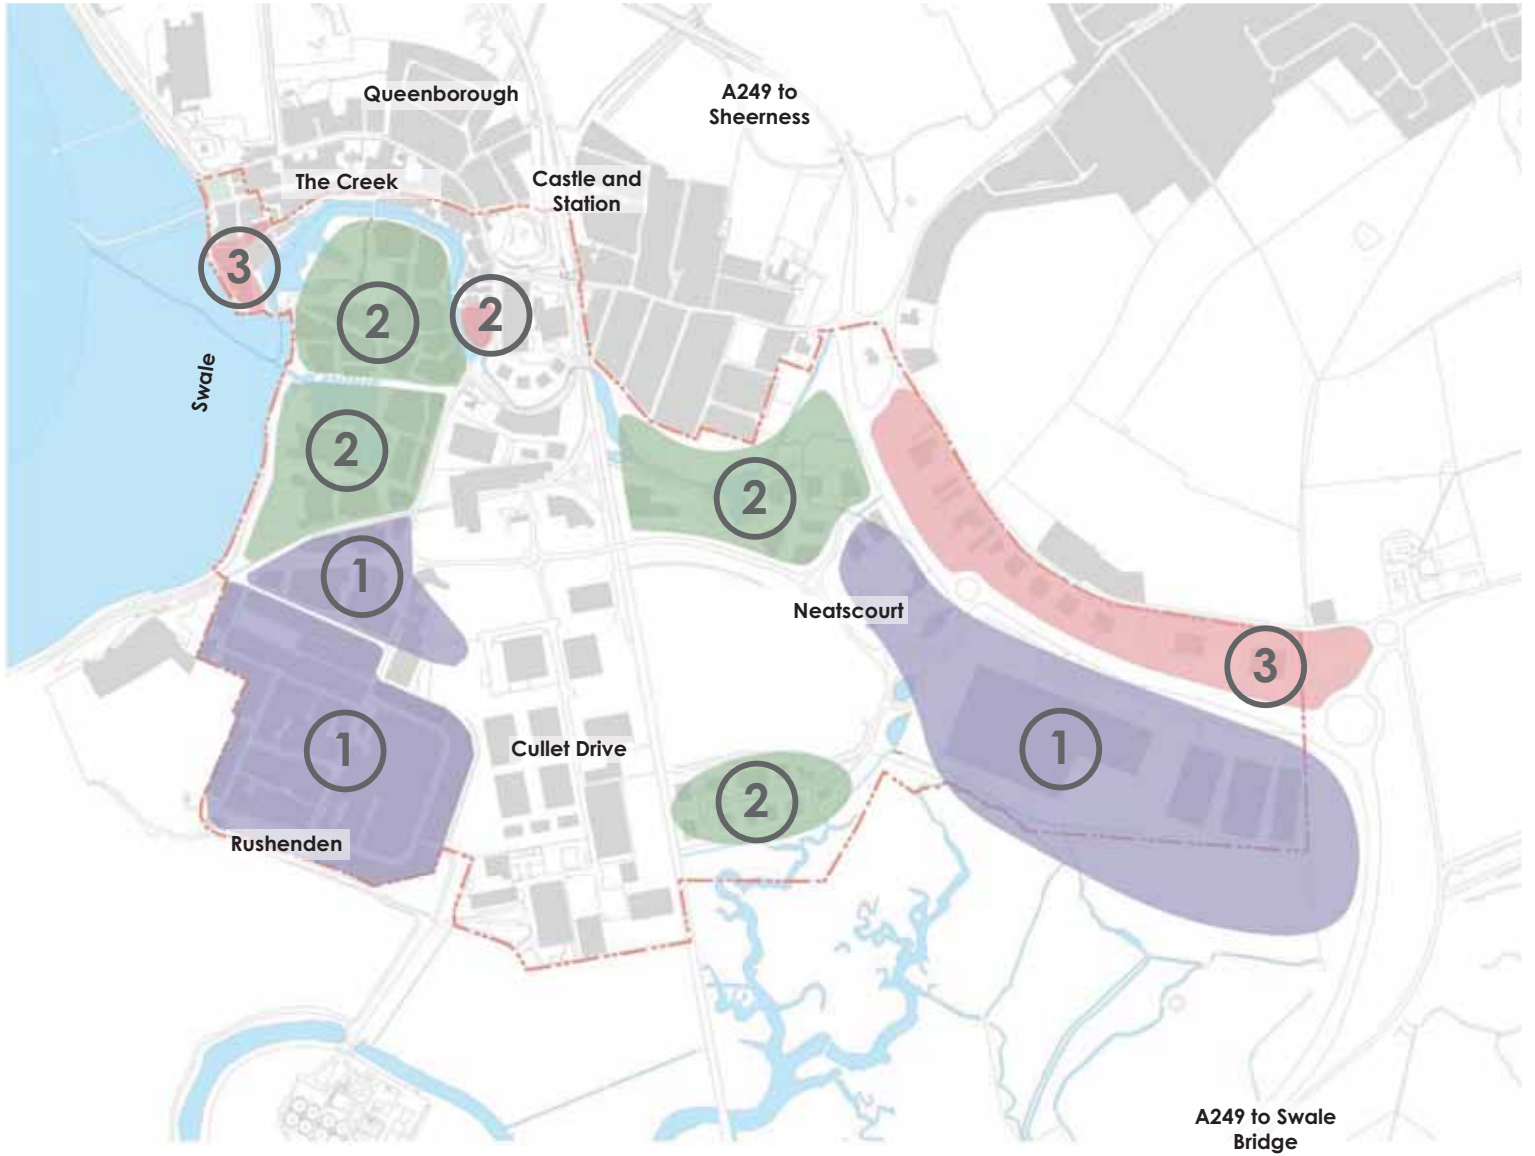 Queenborough
A249 to
Sheerness
The Creek
Castle and
Station
3
2
2
Swale
2
2
1
Neatscourt
3
1
1
Cullet Drive
2
Rushenden
A249 to Swale
Bridge